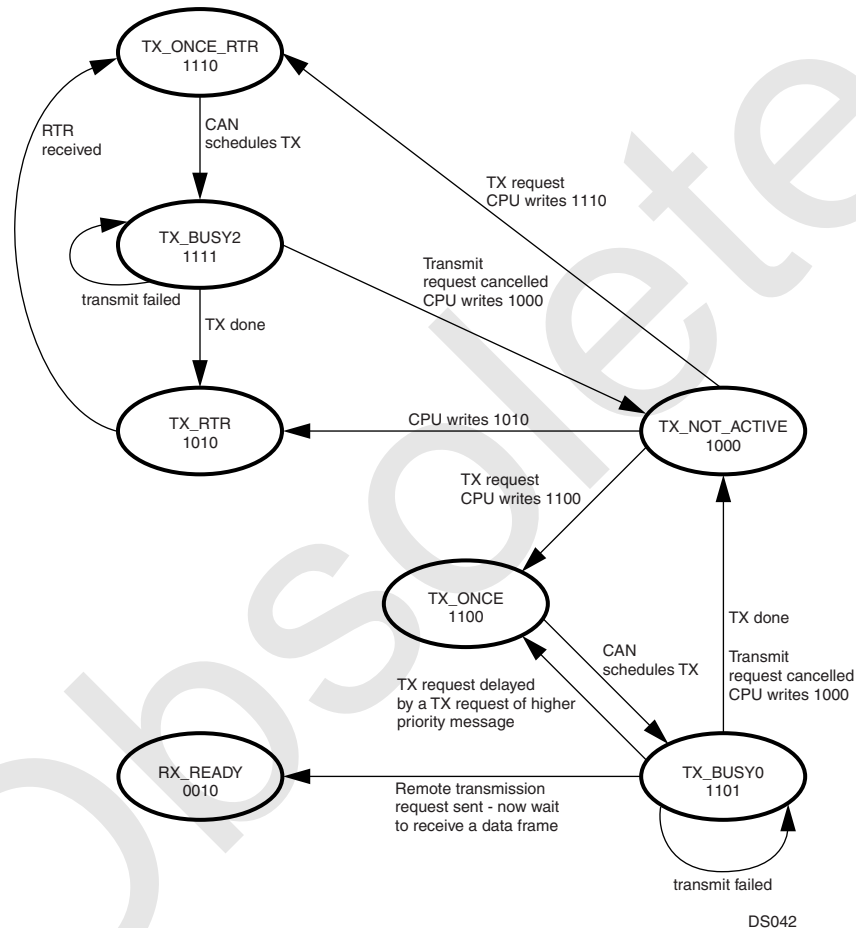 TX_ONCE_RTR
1110
RTR
received
CAN
schedules TX
TX request
CPU writes 1110
TX_BUSY2
1111
Transmit
request cancelled
CPU writes 1000
transmit failed
TX done
TX_RTR
1010
CPU writes 1010
TX_NOT_ACTIVE
1000
TX request
CPU writes 1100
TX_ONCE
1100
CAN
schedules TX
TX done
Transmit
request cancelled
CPU writes 1000
TX request delayed
by a TX request of higher
priority message
RX_READY
0010
TX_BUSY0
1101
Remote transmission
request sent - now wait
to receive a data frame
transmit failed
DS042
Obsolete